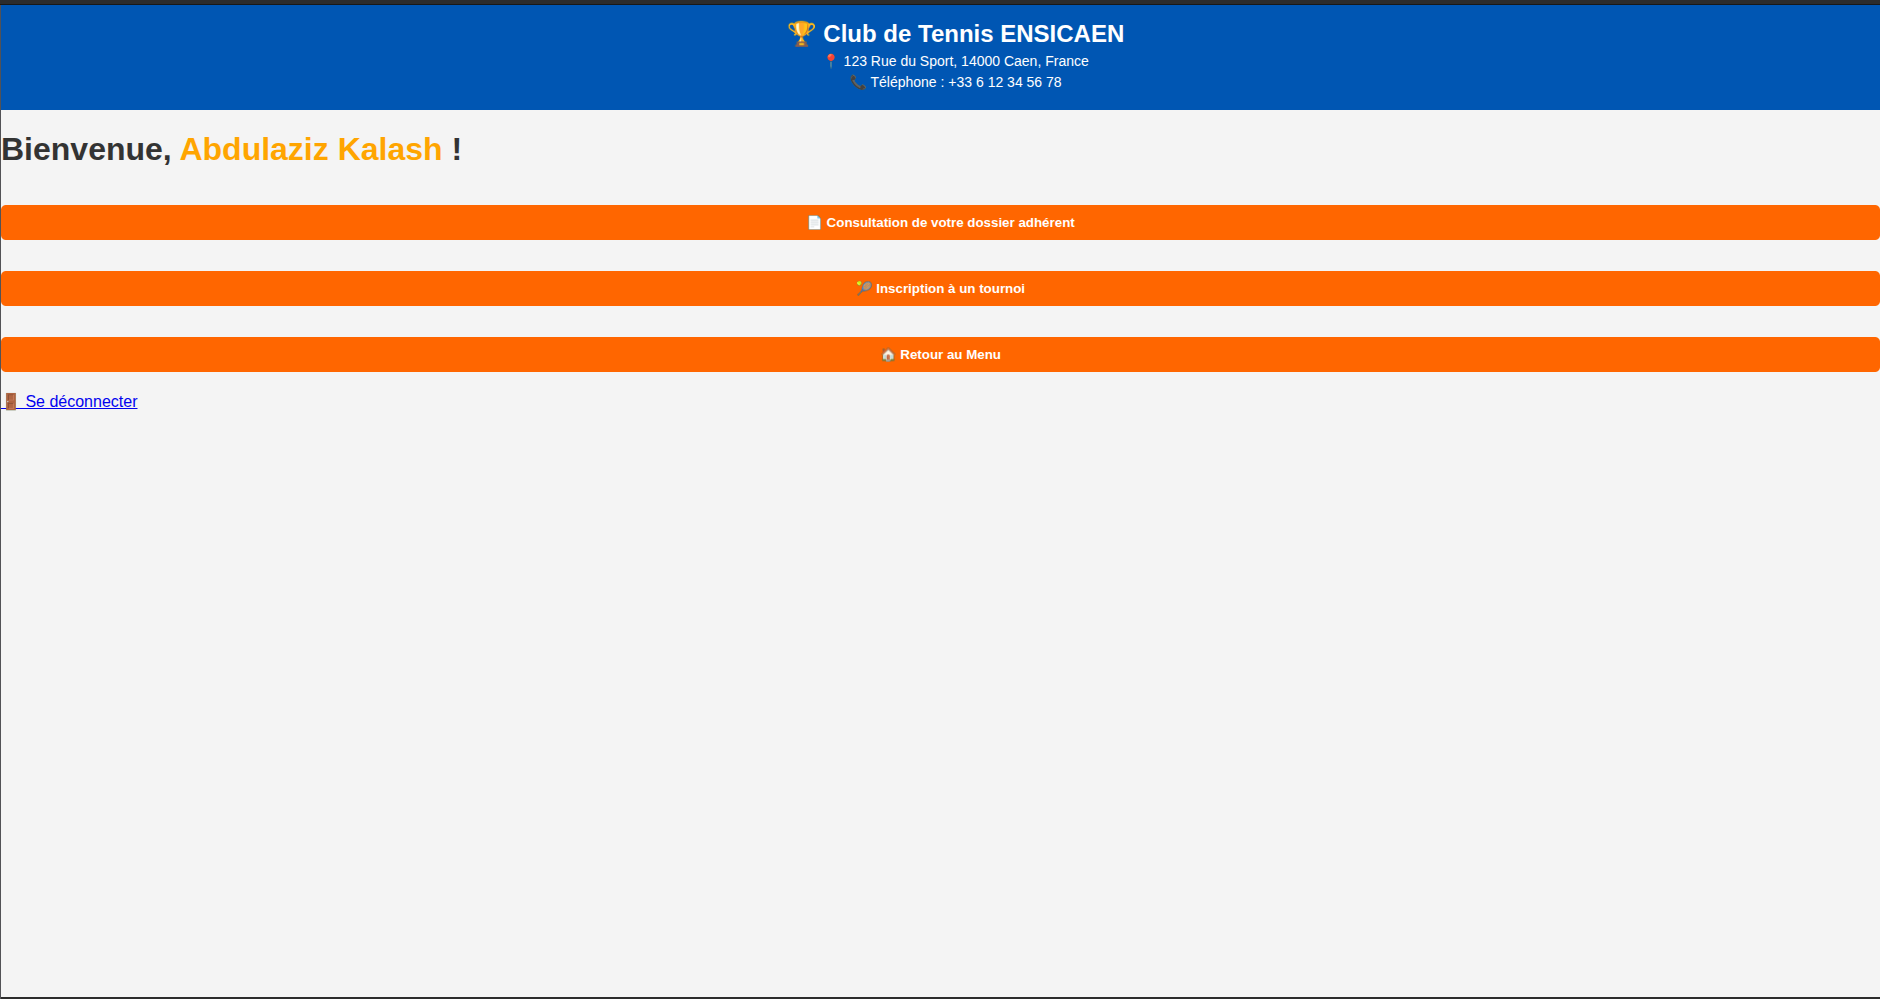 🏆 Club de Tennis ENSICAEN
📍 123 Rue du Sport, 14000 Caen, France
📞 Téléphone : +33 6 12 34 56 78
Bienvenue, Abdulaziz Kalash !
📄 Consultation de votre dossier adhérent
🎾 Inscription à un tournoi
🏠 Retour au Menu
🚪 Se déconnecter